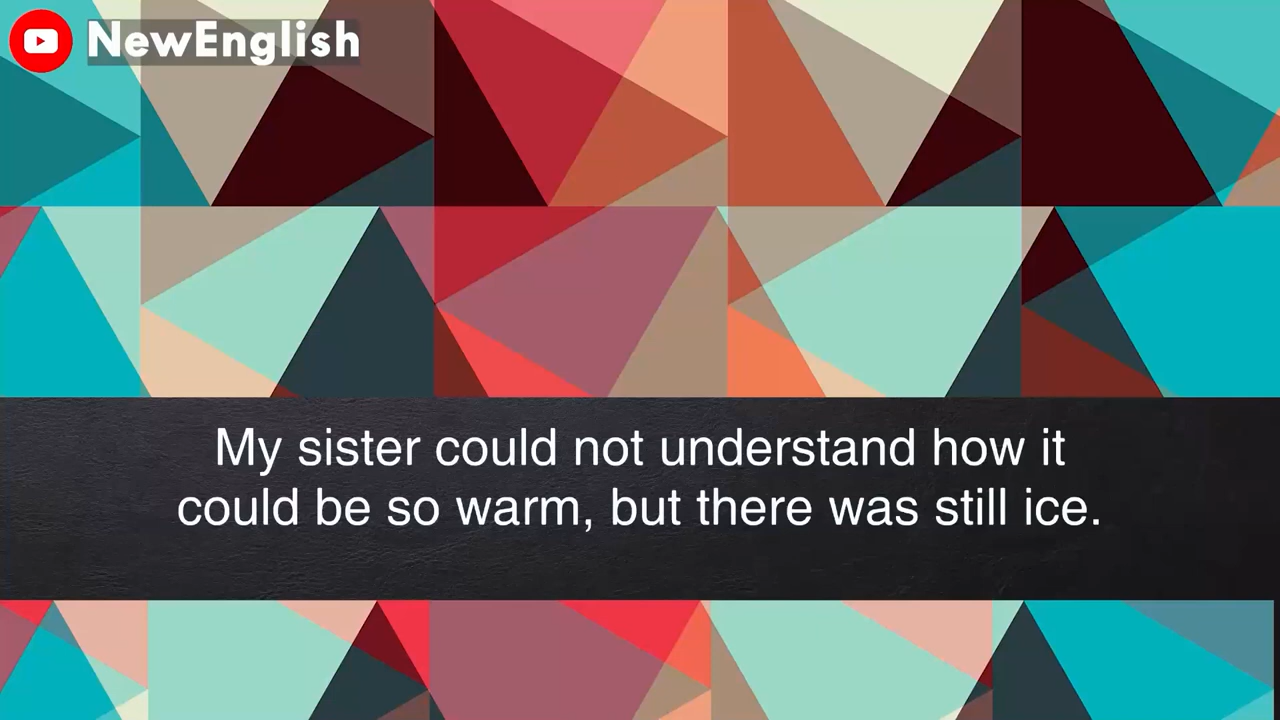 NewEnglish
My sister could not understand how it
could be so warm, but there was still ice.